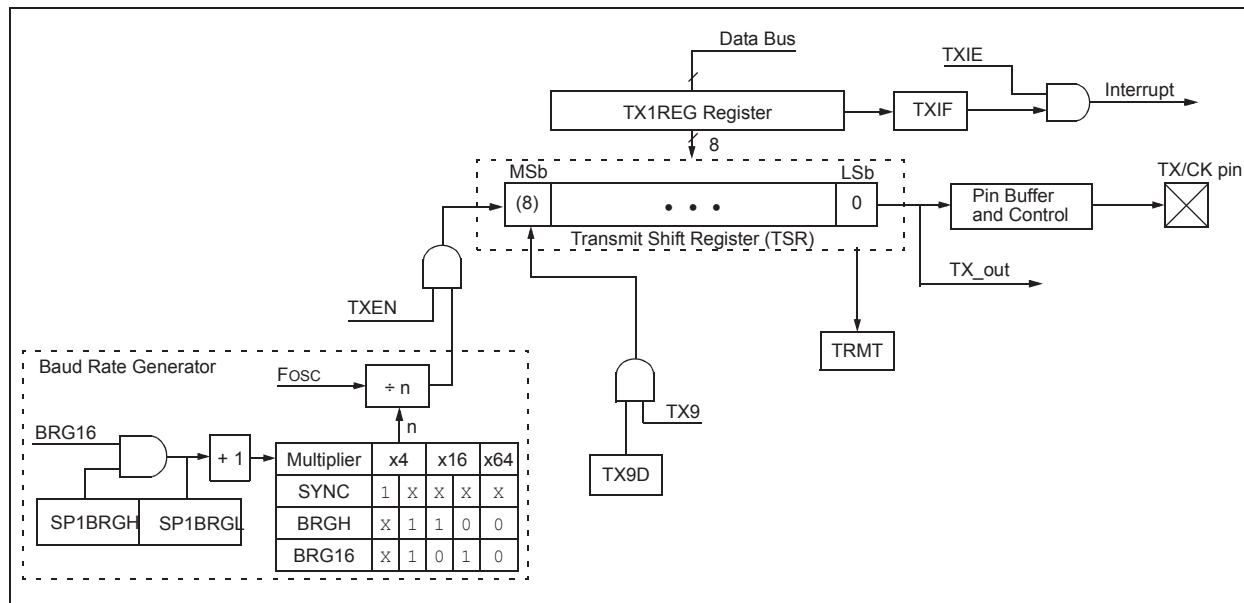 Data Bus
TXIE
Interrupt
TX1REG Register
TXIF
8
MSb
LSb
TX/CK pin
(8)
• • •
0
Pin Buffer
and Control
Transmit Shift Register (TSR)
TX_out
TXEN
TRMT
Baud Rate Generator
FOSC
÷ n
TX9
n
BRG16
+ 1
Multiplier x4 x16 x64
TX9D
SYNC 1 X X X X
SP1BRGH SP1BRGL
BRGH X 1 1 0 0
BRG16 X 1 0 1 0